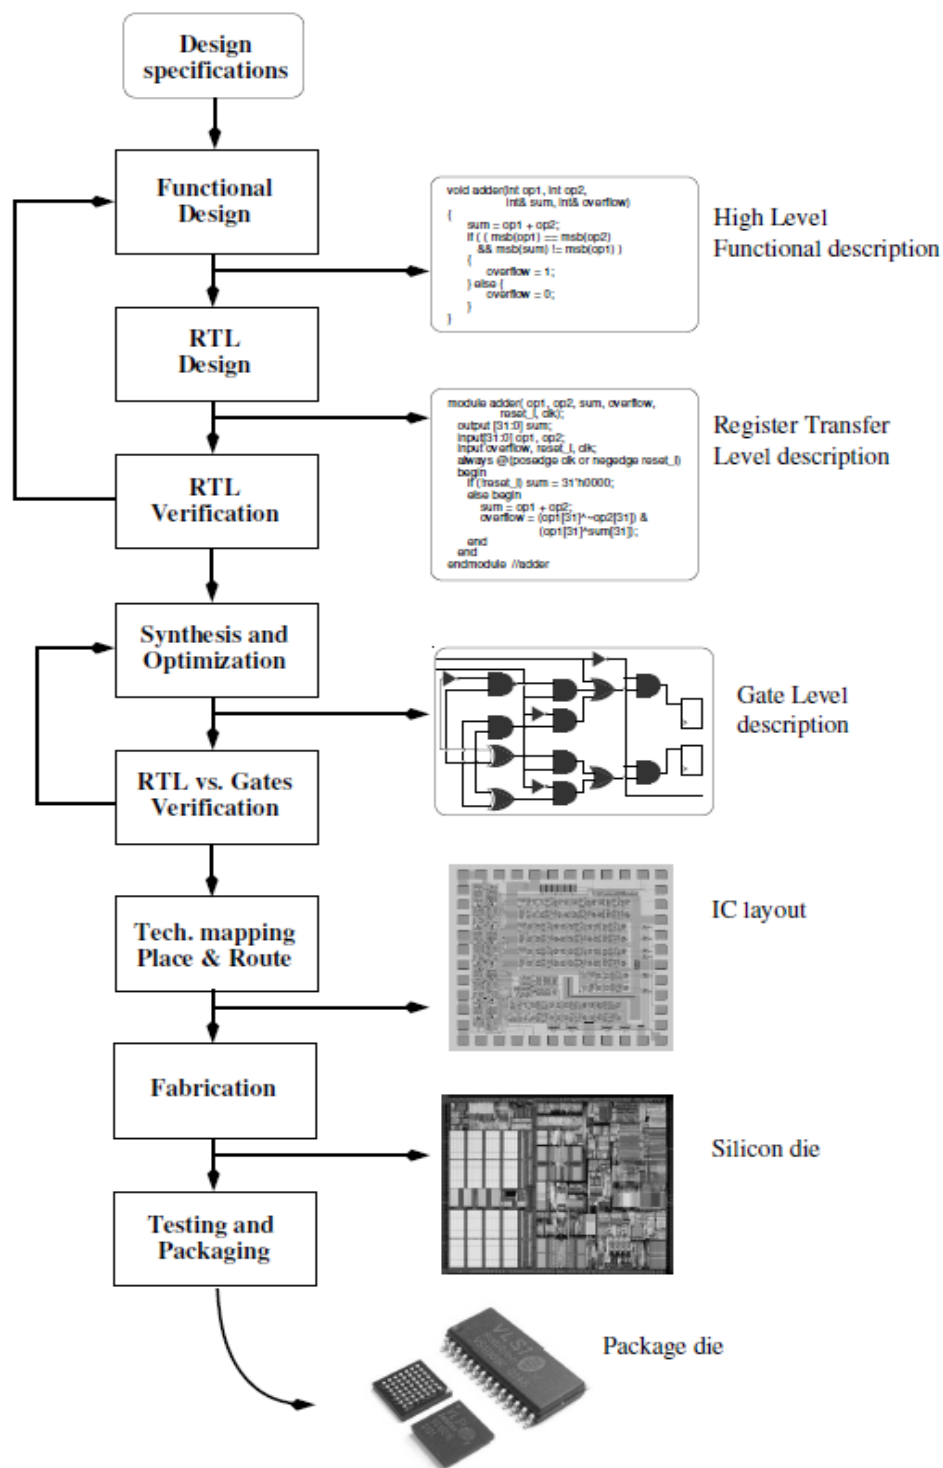 Design
specifications
Functional
Design
void adder(int op1, int op2,
int& sum, int& overflow)
{
sum = op1 + op2;
if ( ( msb(op1) == msb(op2)
&& msb(sum) != msb(op1) )
{
overflow = 1;
} else {
overflow = 0;
}
}
High Level
Functional description
RTL
Design
module adder( op1, op2, sum, overflow,
reset_l, clk);
output [31:0] sum;
input[31:0] op1, op2;
input overflow, reset_l, clk;
always @(posedge clk or negedge reset_l)
begin
if (!reset_l) sum = 31'h0000;
else begin
sum = op1 + op2;
overflow = (op1[31]^~op2[31]) &
(op1[31]^sum[31]);
end
end
endmodule //adder
Register Transfer
Level description
RTL
Verification
Synthesis and
Optimization
Gate Level
description
RTL vs. Gates
Verification
Tech. mapping
Place & Route
IC layout
Fabrication
Silicon die
Testing and
Packaging
Package die
VLSI